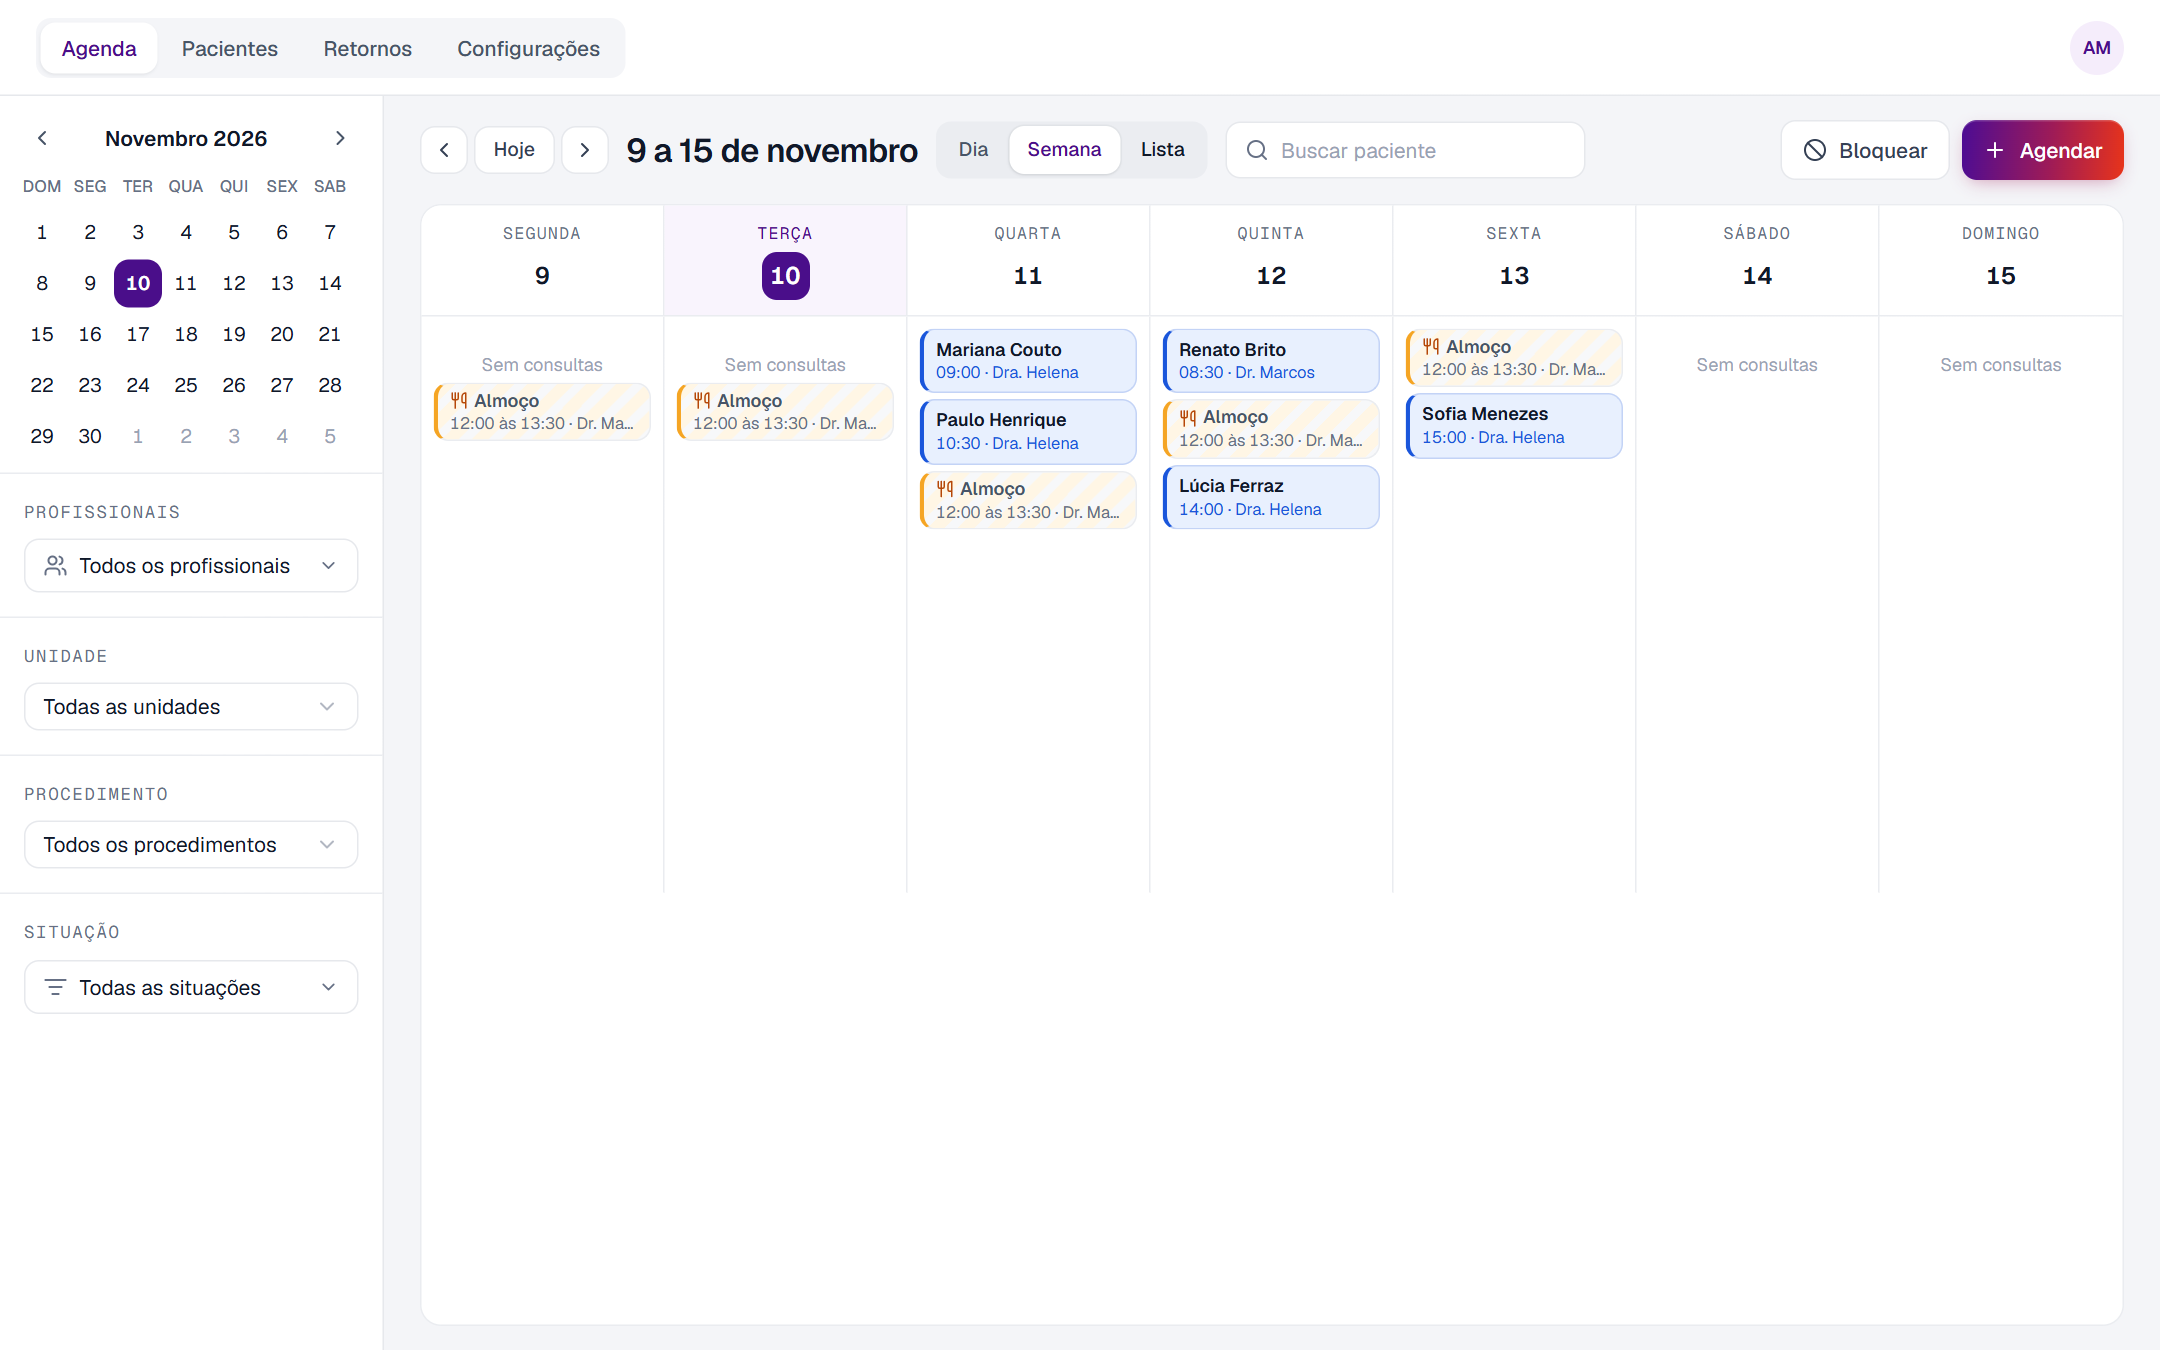 Agenda Pacientes Retornos Configurações AM
Novembro 2026
DOM SEG TER QUA QUI SEX SAB
1 2 3 4 5 6 7
8 9 10 11 12 13 14
15 16 17 18 19 20 21
22 23 24 25 26 27 28
29 30 1 2 3 4 5
PROFISSIONAIS
Todos os profissionais
UNIDADE
Todas as unidades
PROCEDIMENTO
Todos os procedimentos
SITUAÇÃO
Todas as situações
Hoje 9 a 15 de novembro Dia Semana Lista Buscar paciente Bloquear + Agendar
SEGUNDA
9
Sem consultas
Almoço
12:00 às 13:30 · Dr. Ma...
TERÇA
10
Sem consultas
Almoço
12:00 às 13:30 · Dr. Ma...
QUARTA
11
Mariana Couto
09:00 · Dra. Helena
Paulo Henrique
10:30 · Dra. Helena
Almoço
12:00 às 13:30 · Dr. Ma...
QUINTA
12
Renato Brito
08:30 · Dr. Marcos
Almoço
12:00 às 13:30 · Dr. Ma...
Lúcia Ferraz
14:00 · Dra. Helena
SEXTA
13
Almoço
12:00 às 13:30 · Dr. Ma...
Sofia Menezes
15:00 · Dra. Helena
SÁBADO
14
Sem consultas
DOMINGO
15
Sem consultas